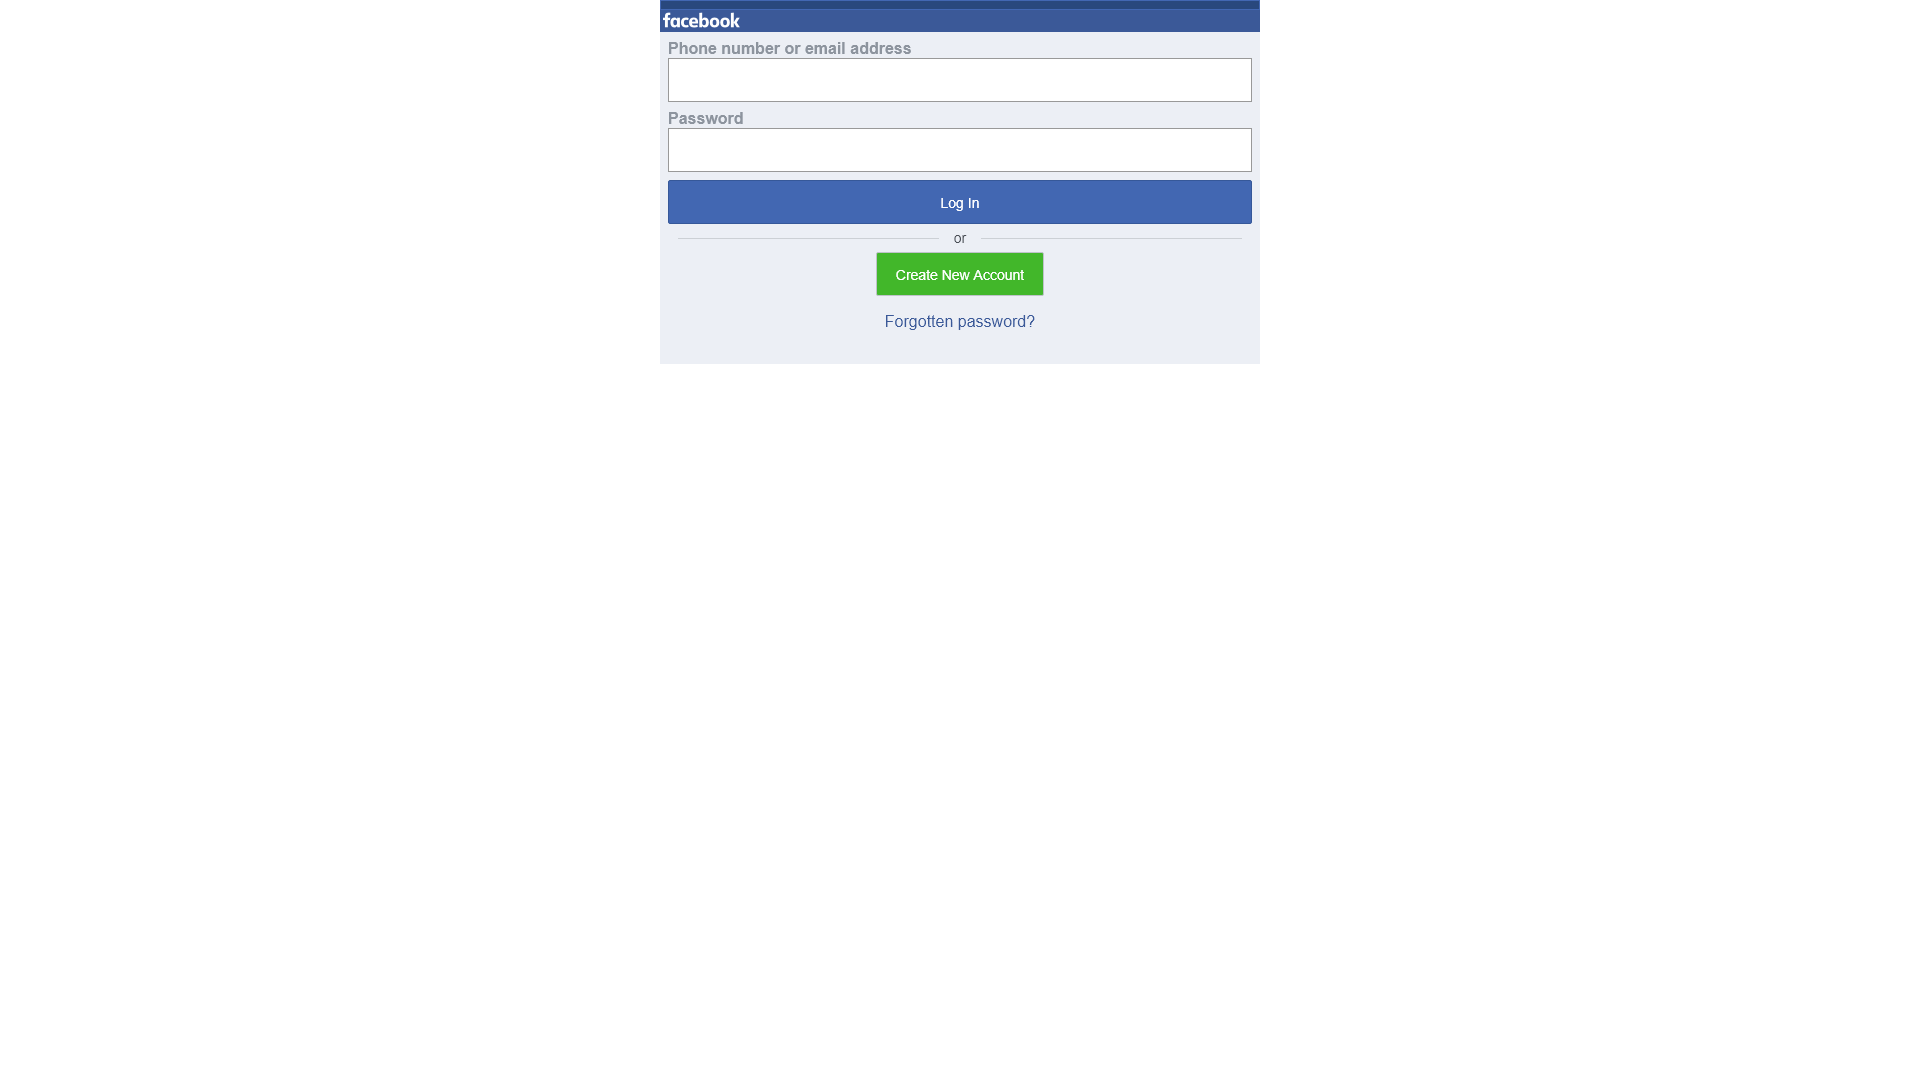 facebook
Phone number or email address
Password
Log In
or
Create New Account
Forgotten password?